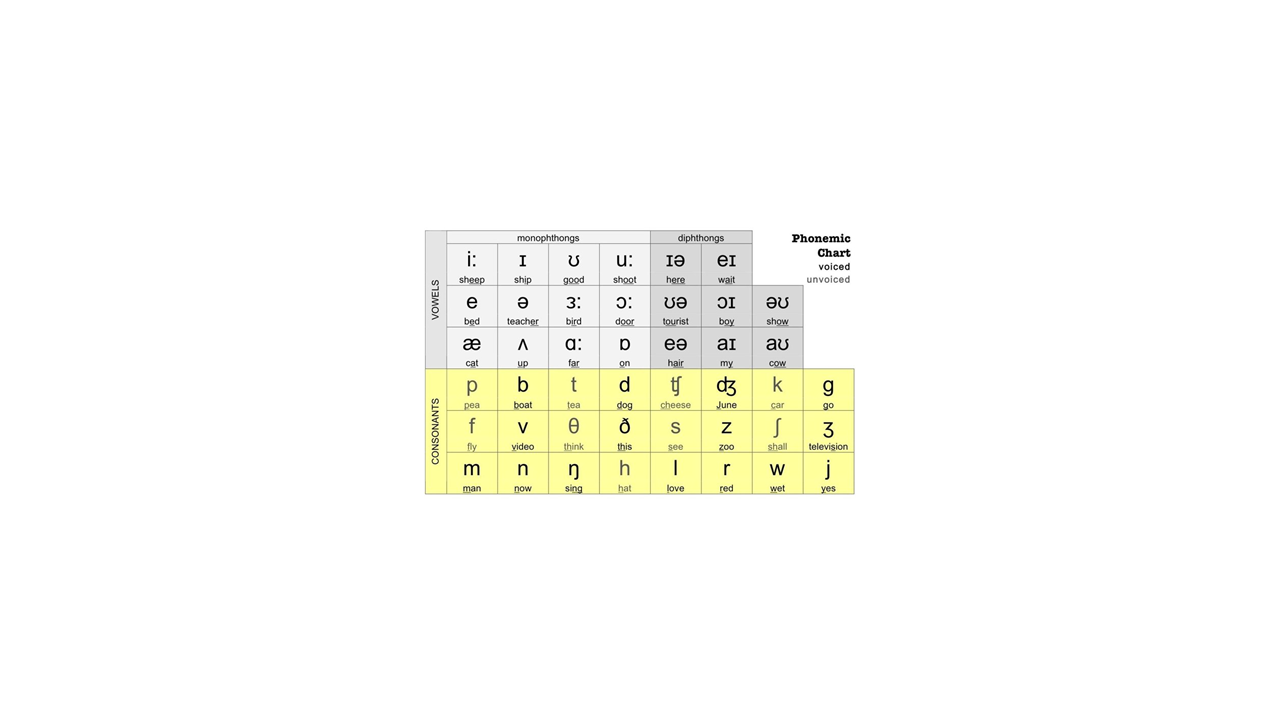 monophthongs diphthongs
Phonemic
Chart
voiced
unvoiced
VOWELS
iː ɪ ʊ uː ɪə eɪ
sheep ship good shoot here wait
e ə ɜː ɔː ʊə ɔɪ əʊ
bed teacher bird door tourist boy show
æ ʌ ɑː ɒ eə aɪ aʊ
cat up far on hair my cow
CONSONANTS
p b t d ʧ ʤ k g
pea boat tea dog cheese June car go
f v θ ð s z ʃ ʒ
fly video think this see zoo shall television
m n ŋ h l r w j
man now sing hat love red wet yes